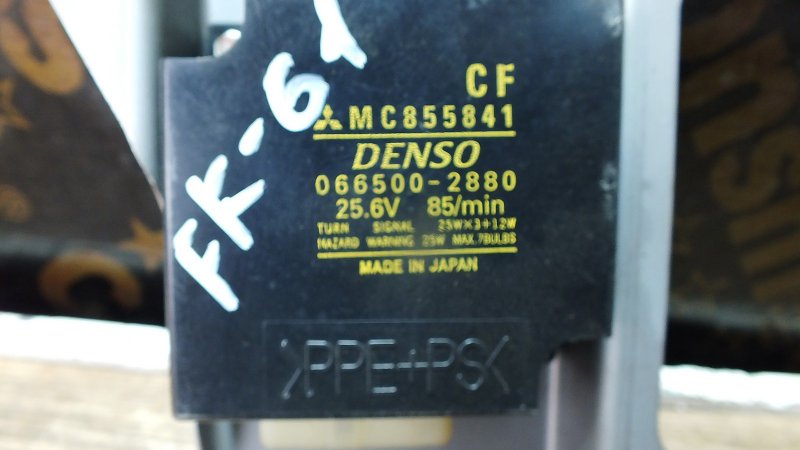 FK-61
CF
MC855841
DENSO
066500-2880
25.6V 85/min
TURN SIGNAL 25W×3+12W
HAZARD WARNING 25W MAX.7BULBS
MADE IN JAPAN
>PPE+PS<